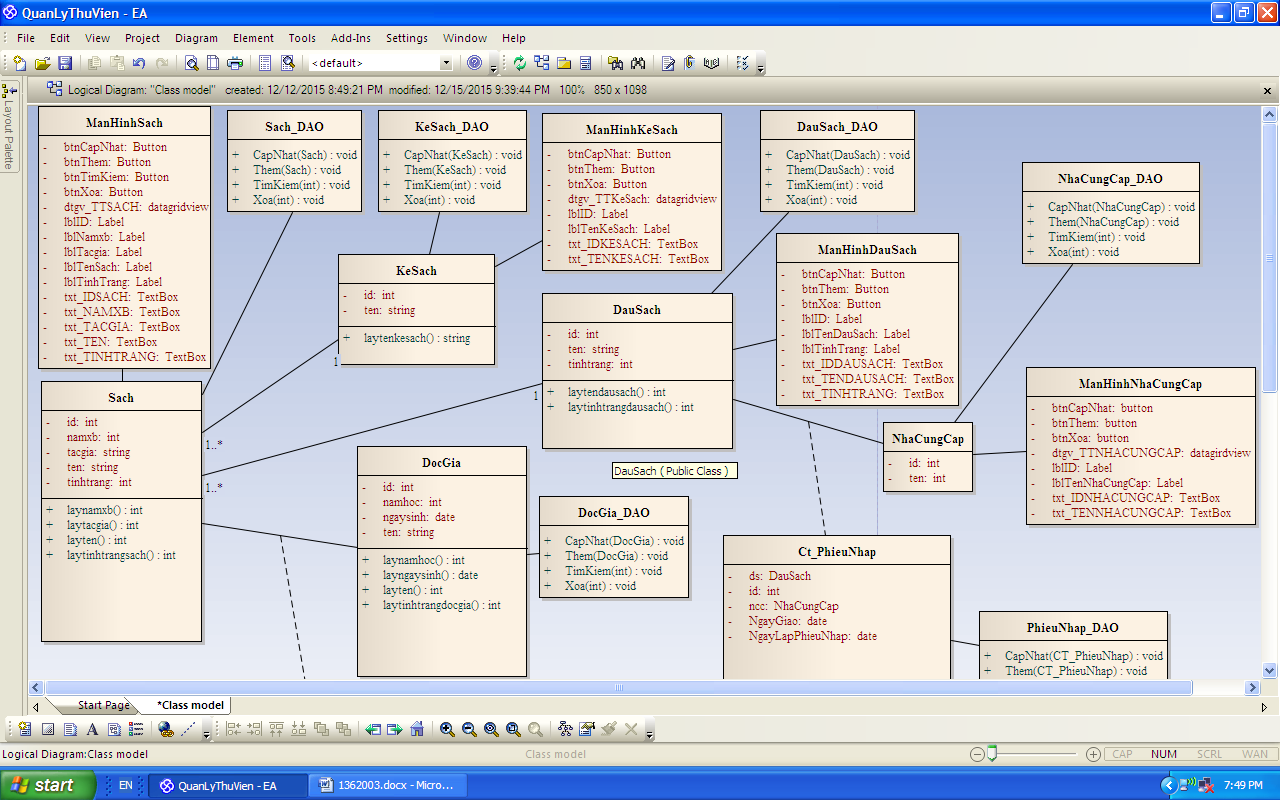 QuanLyThuVien - EA
File Edit View Project Diagram Element Tools Add-Ins Settings Window Help
<default>
Logical Diagram: "Class model" created: 12/12/2015 8:49:21 PM modified: 12/15/2015 9:39:44 PM 100% 850 x 1098
Layout Palette
ManHinhSach
- btnCapNhat: Button
- btnThem: Button
- btnTimKiem: Button
- btnXoa: Button
- dtgv_TTSACH: datagridview
- lblID: Label
- lblNamxb: Label
- lblTacgia: Label
- lblTenSach: Label
- lblTinhTrang: Label
- txt_IDSACH: TextBox
- txt_NAMXB: TextBox
- txt_TACGIA: TextBox
- txt_TEN: TextBox
- txt_TINHTRANG: TextBox
Sach_DAO
+ CapNhat(Sach) : void
+ Them(Sach) : void
+ TimKiem(int) : void
+ Xoa(int) : void
KeSach_DAO
+ CapNhat(KeSach) : void
+ Them(KeSach) : void
+ TimKiem(int) : void
+ Xoa(int) : void
ManHinhKeSach
- btnCapNhat: Button
- btnThem: Button
- btnXoa: Button
- dtgv_TTKeSach: datagridview
- lblID: Label
- lblTenKeSach: Label
- txt_IDKESACH: TextBox
- txt_TENKESACH: TextBox
DauSach_DAO
+ CapNhat(DauSach) : void
+ Them(DauSach) : void
+ TimKiem(int) : void
+ Xoa(int) : void
NhaCungCap_DAO
+ CapNhat(NhaCungCap) : void
+ Them(NhaCungCap) : void
+ TimKiem(int) : void
+ Xoa(int) : void
KeSach
- id: int
- ten: string
+ laytenkesach() : string
1
DauSach
- id: int
- ten: string
- tinhtrang: int
+ laytendausach() : int
+ laytinhtrangdausach() : int
1
ManHinhDauSach
- btnCapNhat: Button
- btnThem: Button
- btnXoa: Button
- lblID: Label
- lblTenDauSach: Label
- lblTinhTrang: Label
- txt_IDDAUSACH: TextBox
- txt_TENDAUSACH: TextBox
- txt_TINHTRANG: TextBox
ManHinhNhaCungCap
- btnCapNhat: button
- btnThem: button
- btnXoa: button
- dtgv_TTNHACUNGCAP: datagirdview
- lblID: Label
- lblTenNhaCungCap: Label
- txt_IDNHACUNGCAP: TextBox
- txt_TENNHACUNGCAP: TextBox
Sach
- id: int
- namxb: int
- tacgia: string
- ten: string
- tinhtrang: int
+ laynamxb() : int
+ laytacgia() : int
+ layten() : int
+ laytinhtrangsach() : int
1..*
1..*
NhaCungCap
- id: int
- ten: int
DocGia
- id: int
- namhoc: int
- ngaysinh: date
- ten: string
+ laynamhoc() : int
+ layngaysinh() : date
+ layten() : int
+ laytinhtrangdocgia() : int
DauSach ( Public Class )
DocGia_DAO
+ CapNhat(DocGia) : void
+ Them(DocGia) : void
+ TimKiem(int) : void
+ Xoa(int) : void
Ct_PhieuNhap
- ds: DauSach
- id: int
- ncc: NhaCungCap
- NgayGiao: date
- NgayLapPhieuNhap: date
PhieuNhap_DAO
+ CapNhat(CT_PhieuNhap) : void
+ Them(CT_PhieuNhap) : void
Start Page *Class model
Logical Diagram:Class model Class model CAP NUM SCRL WAN
start EN QuanLyThuVien - EA 1362003.docx - Micro... 7:49 PM